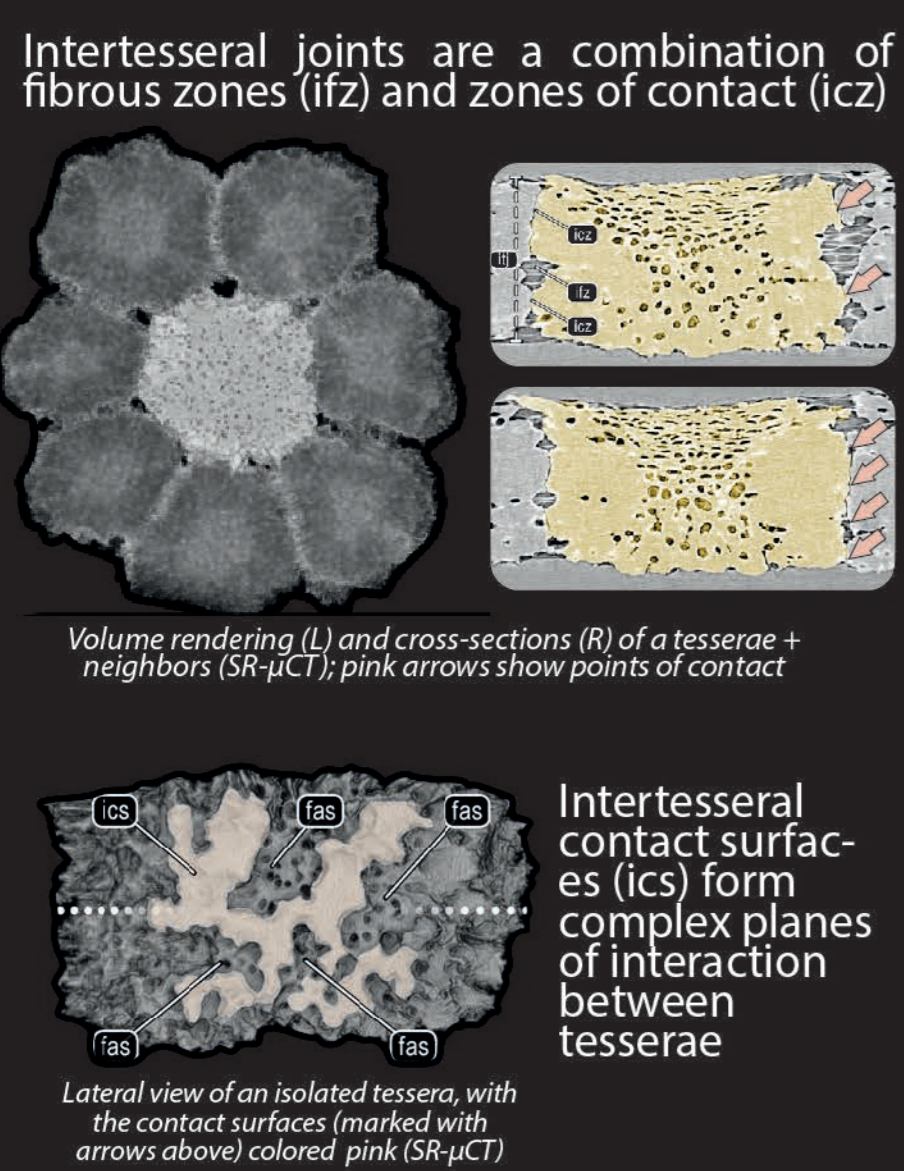 Intertesseral joints are a combination of
fibrous zones (ifz) and zones of contact (icz)
icz
itj
ifz
icz
Volume rendering (L) and cross-sections (R) of a tesserae +
neighbors (SR-µCT); pink arrows show points of contact
ics
fas
fas
fas
fas
Intertesseral
contact surfac-
es (ics) form
complex planes
of interaction
between
tesserae
Lateral view of an isolated tessera, with
the contact surfaces (marked with
arrows above) colored pink (SR-µCT)